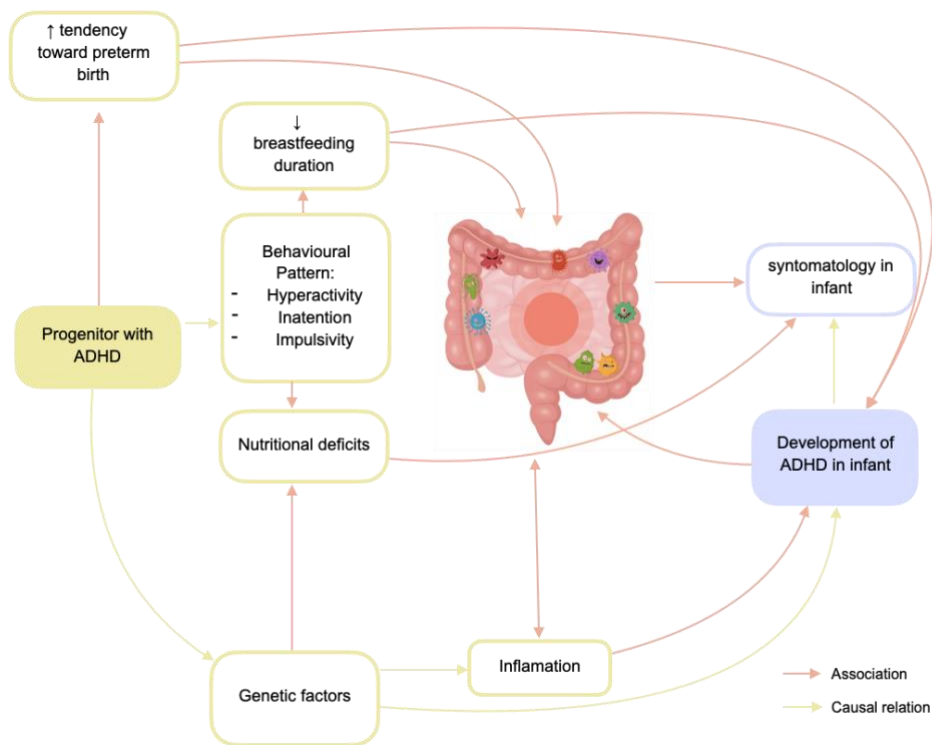 ↑ tendency
toward preterm
birth
↓
breastfeeding
duration
Behavioural
Pattern:
- Hyperactivity
- Inatention
- Impulsivity
syntomatology in
infant
Progenitor with
ADHD
Nutritional deficits
Development of
ADHD in infant
Genetic factors
Inflamation
Association
Causal relation